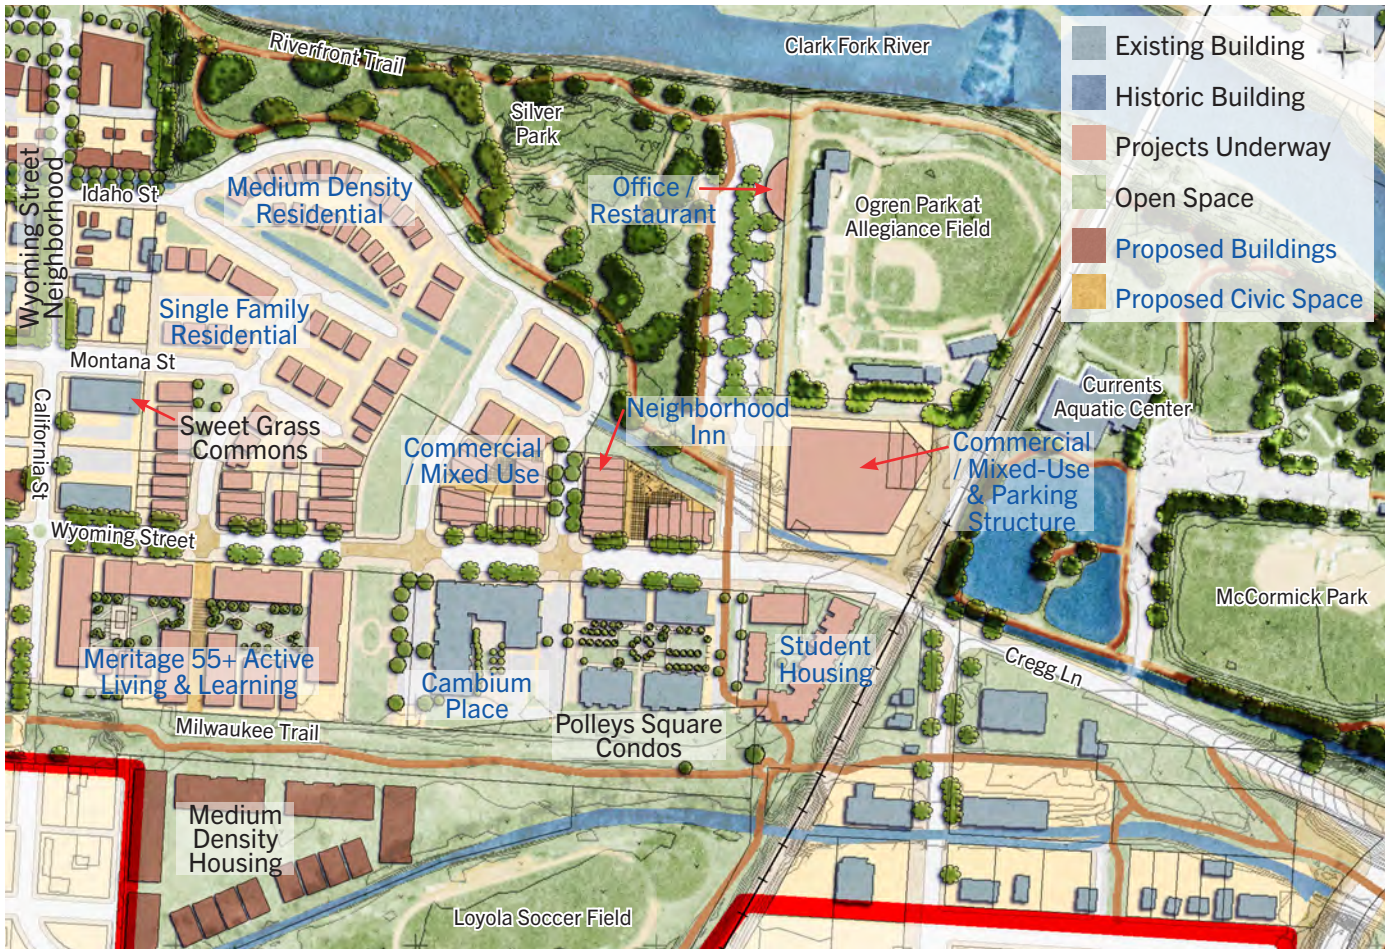 Riverfront Trail
Clark Fork River
N
Existing Building
Historic Building
Projects Underway
Open Space
Proposed Buildings
Proposed Civic Space
Silver
Park
Wyoming Street
Neighborhood
Idaho St
Medium Density
Residential
Office /
Restaurant
Ogren Park at
Allegiance Field
Single Family
Residential
Montana St
California St
Sweet Grass
Commons
Currents
Aquatic Center
Neighborhood
Inn
Commercial
/ Mixed Use
Commercial
/ Mixed-Use
& Parking
Structure
Wyoming Street
McCormick Park
Meritage 55+ Active
Living & Learning
Cambium
Place
Student
Housing
Cregg Ln
Polleys Square
Condos
Milwaukee Trail
Medium
Density
Housing
Loyola Soccer Field